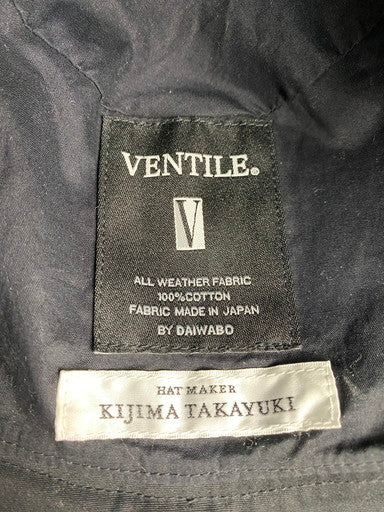 VENTILE®
V
ALL WEATHER FABRIC
100%COTTON
FABRIC MADE IN JAPAN
BY DAIWABO
HAT MAKER
KIJIMA TAKAYUKI